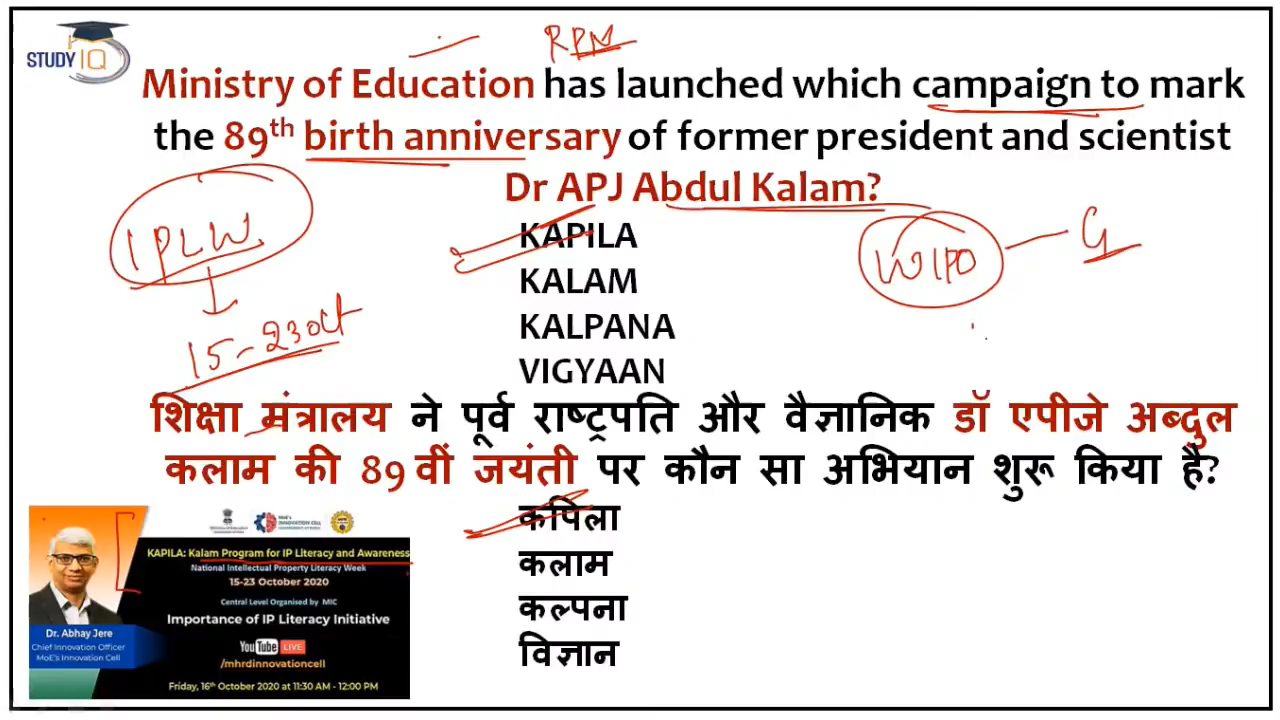 STUDY IQ
RPN
Ministry of Education has launched which campaign to mark
the 89th birth anniversary of former president and scientist
Dr APJ Abdul Kalam?
IPLW
15-23 Oct
WIPO
G
KAPILA
KALAM
KALPANA
VIGYAAN
शिक्षा मंत्रालय ने पूर्व राष्ट्रपति और वैज्ञानिक डॉ एपीजे अब्दुल
कलाम की 89 वीं जयंती पर कौन सा अभियान शुरू किया है?
कपिला
कलाम
कल्पना
विज्ञान
KAPILA: Kalam Program for IP Literacy and Awareness
National Intellectual Property Literacy Week
15-23 October 2020
Central Level Organised by MIC
Importance of IP Literacy Initiative
YouTube LIVE
/mhrdinnovationcell
Friday, 16th October 2020 at 11:30 AM - 12:00 PM
Dr. Abhay Jere
Chief Innovation Officer
MoE's Innovation Cell